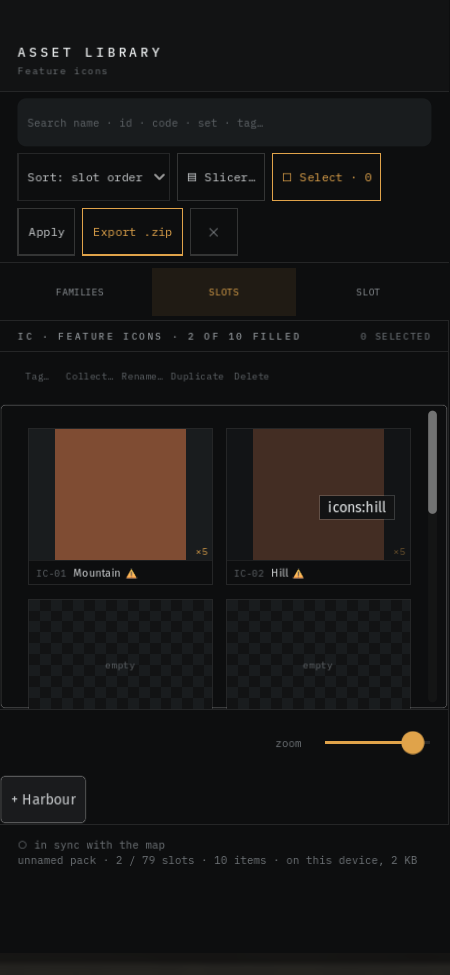 ASSET LIBRARY
Feature icons
Search name · id · code · set · tag…
Sort: slot order
Slicer…
Select · 0
Apply
Export .zip
×
FAMILIES
SLOTS
SLOT
IC · FEATURE ICONS · 2 OF 10 FILLED
0 SELECTED
Tag… Collect… Rename… Duplicate Delete
×5
×5
icons:hill
IC-01 Mountain
IC-02 Hill
empty
empty
zoom
+ Harbour
in sync with the map
unnamed pack · 2 / 79 slots · 10 items · on this device, 2 KB